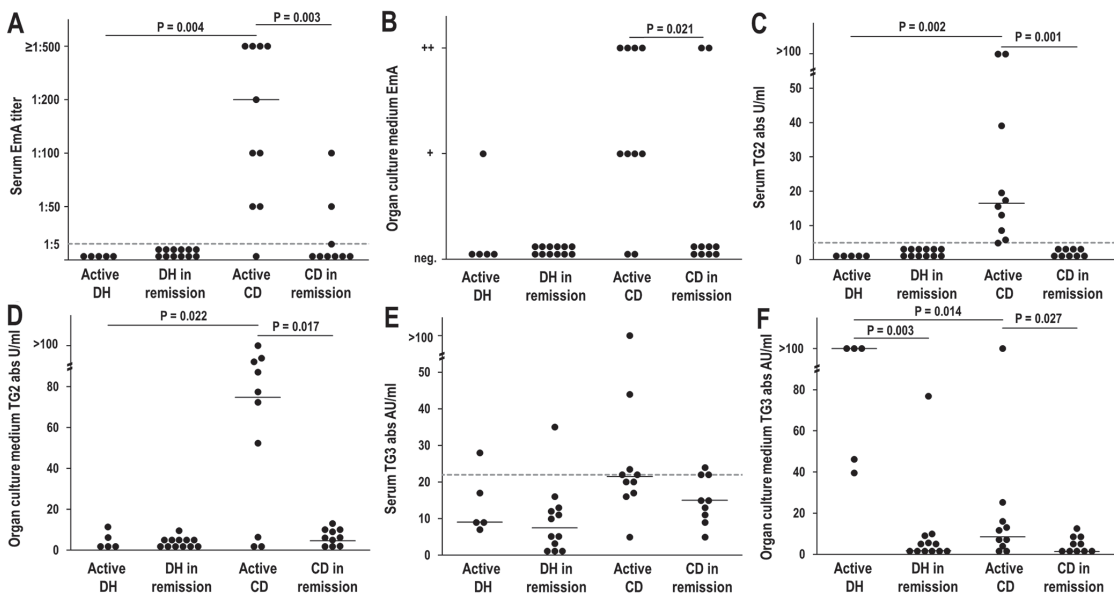 A
P = 0.004
P = 0.003
Serum EmA titer
≥1:500
1:200
1:100
1:50
1:5
Active DH
DH in remission
Active CD
CD in remission
B
P = 0.021
Organ culture medium EmA
++
+
neg.
Active DH
DH in remission
Active CD
CD in remission
C
P = 0.002
P = 0.001
Serum TG2 abs U/ml
>100
50
40
30
20
10
5
0
Active DH
DH in remission
Active CD
CD in remission
D
P = 0.022
P = 0.017
Organ culture medium TG2 abs U/ml
>100
80
60
40
20
0
Active DH
DH in remission
Active CD
CD in remission
E
Serum TG3 abs AU/ml
>100
50
40
30
20
10
0
Active DH
DH in remission
Active CD
CD in remission
F
P = 0.014
P = 0.003
P = 0.027
Organ culture medium TG3 abs AU/ml
>100
80
60
40
20
0
Active DH
DH in remission
Active CD
CD in remission